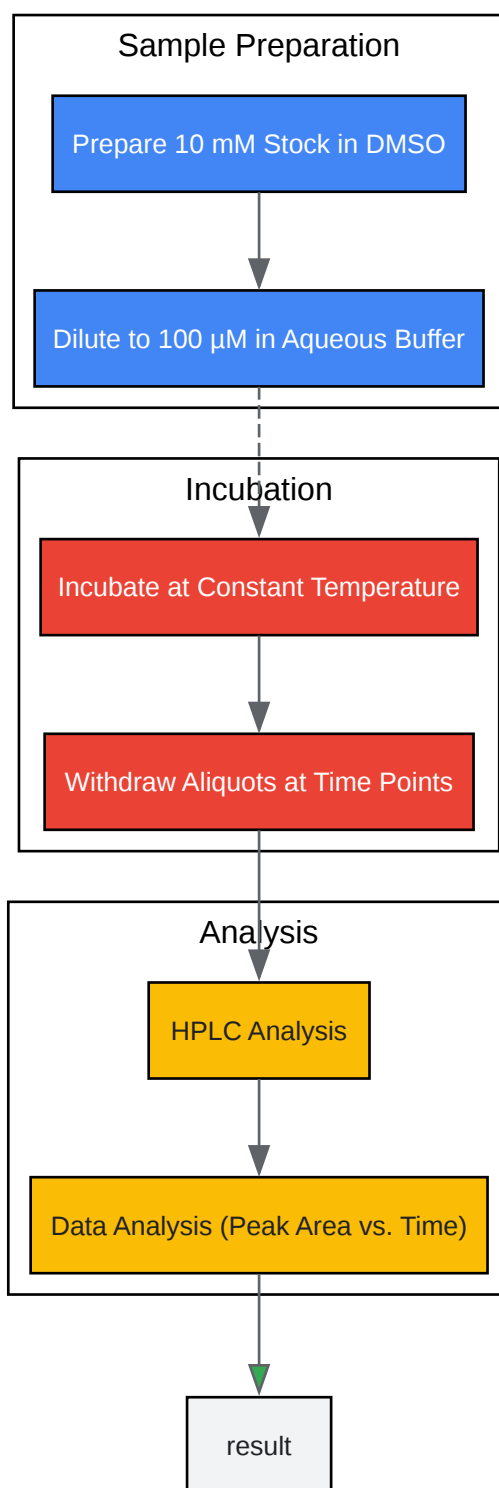 Sample Preparation
Prepare 10 mM Stock in DMSO
Dilute to 100 µM in Aqueous Buffer
Incubation
Incubate at Constant Temperature
Withdraw Aliquots at Time Points
Analysis
HPLC Analysis
Data Analysis (Peak Area vs. Time)
result